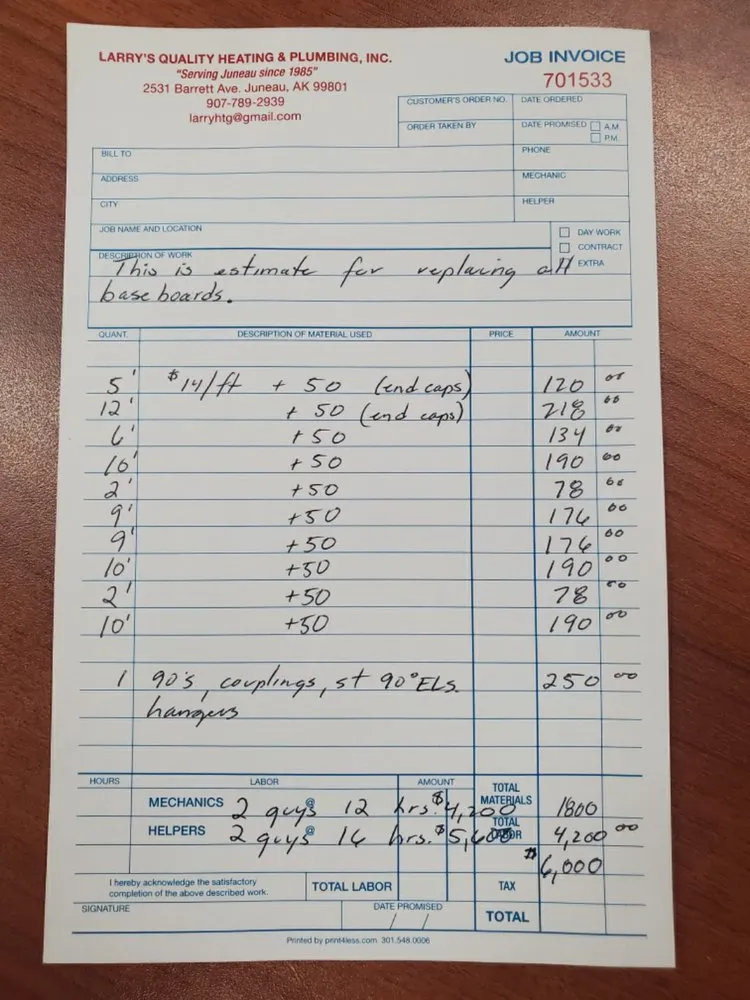 LARRY'S QUALITY HEATING & PLUMBING, INC.
"Serving Juneau since 1985"
2531 Barrett Ave. Juneau, AK 99801
907-789-2939
larryhtg@gmail.com
JOB INVOICE
701533
CUSTOMER'S ORDER NO. DATE ORDERED
ORDER TAKEN BY DATE PROMISED A.M. P.M.
BILL TO PHONE
ADDRESS MECHANIC
CITY HELPER
JOB NAME AND LOCATION
DAY WORK
CONTRACT
EXTRA
DESCRIPTION OF WORK
This is estimate for replacing all
base boards.
QUANT. DESCRIPTION OF MATERIAL USED PRICE AMOUNT
5' $14/ft + 50 (end caps) 120 00
12' + 50 (end caps) 218 00
6' +50 134 00
10' +50 190 00
2' +50 78 00
9' +50 176 00
9' +50 176 00
10' +50 190 00
2' +50 78 00
10' +50 190 00
1 90's, couplings, st 90° ELs. 250 00
hangers
HOURS LABOR AMOUNT TOTAL MATERIALS 1800
MECHANICS 2 guys @ 12 hrs. $4,200
HELPERS 2 guys @ 16 hrs. $5,600 TOTAL LABOR 4,200 00
$6,000
I hereby acknowledge the satisfactory
completion of the above described work.
TOTAL LABOR TAX
SIGNATURE DATE PROMISED / / TOTAL
Printed by print4less.com 301.548.0006